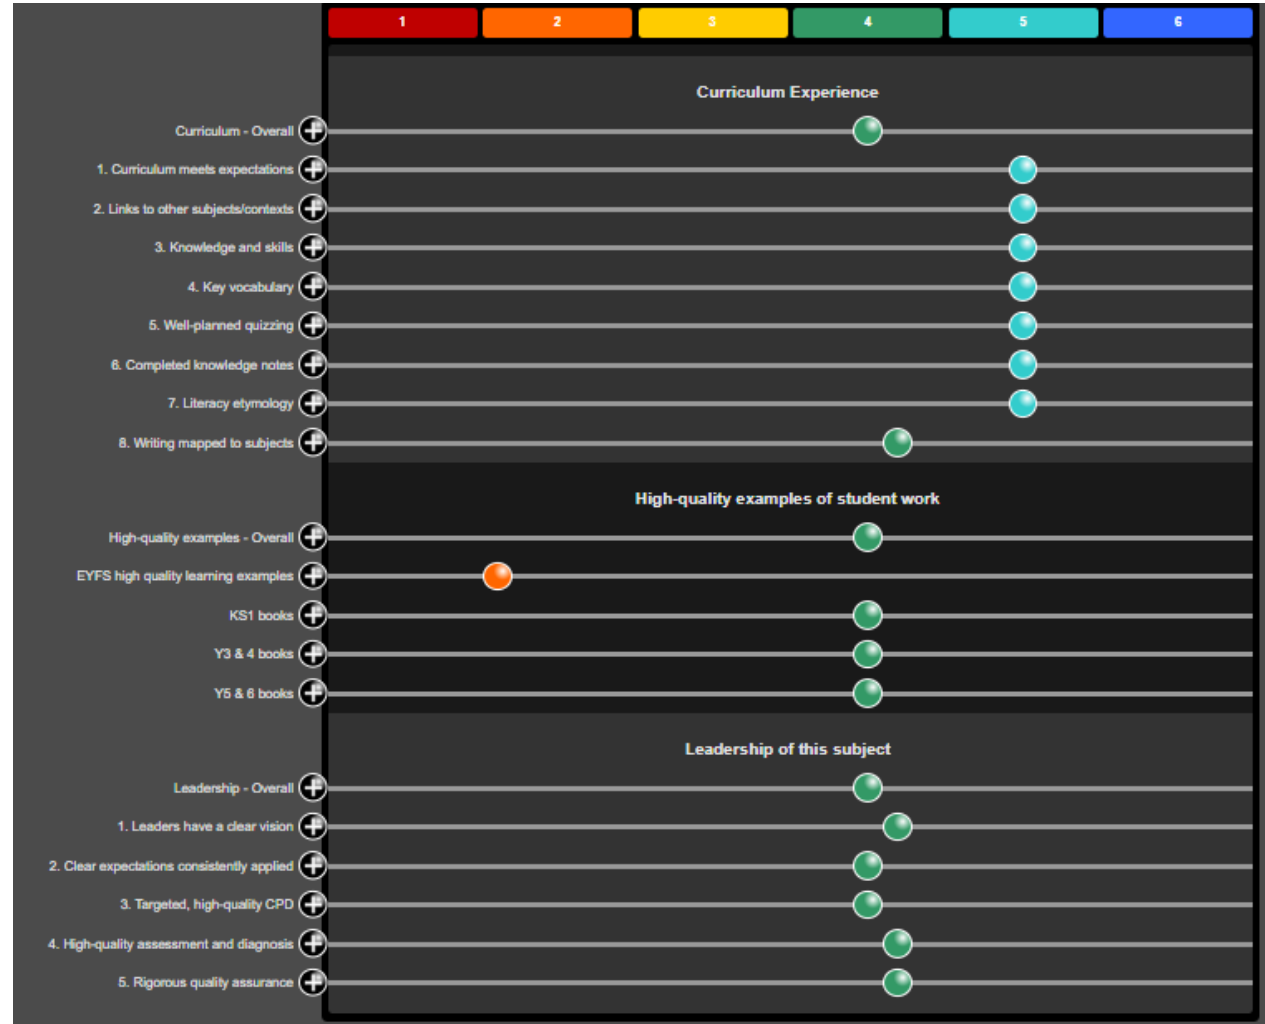 1 2 3 4 5 6
Curriculum Experience
Curriculum - Overall
1. Curriculum meets expectations
2. Links to other subjects/contexts
3. Knowledge and skills
4. Key vocabulary
5. Well-planned quizzing
6. Completed knowledge notes
7. Literacy etymology
8. Writing mapped to subjects
High-quality examples of student work
High-quality examples - Overall
EYFS high quality learning examples
KS1 books
Y3 & 4 books
Y5 & 6 books
Leadership of this subject
Leadership - Overall
1. Leaders have a clear vision
2. Clear expectations consistently applied
3. Targeted, high-quality CPD
4. High-quality assessment and diagnosis
5. Rigorous quality assurance